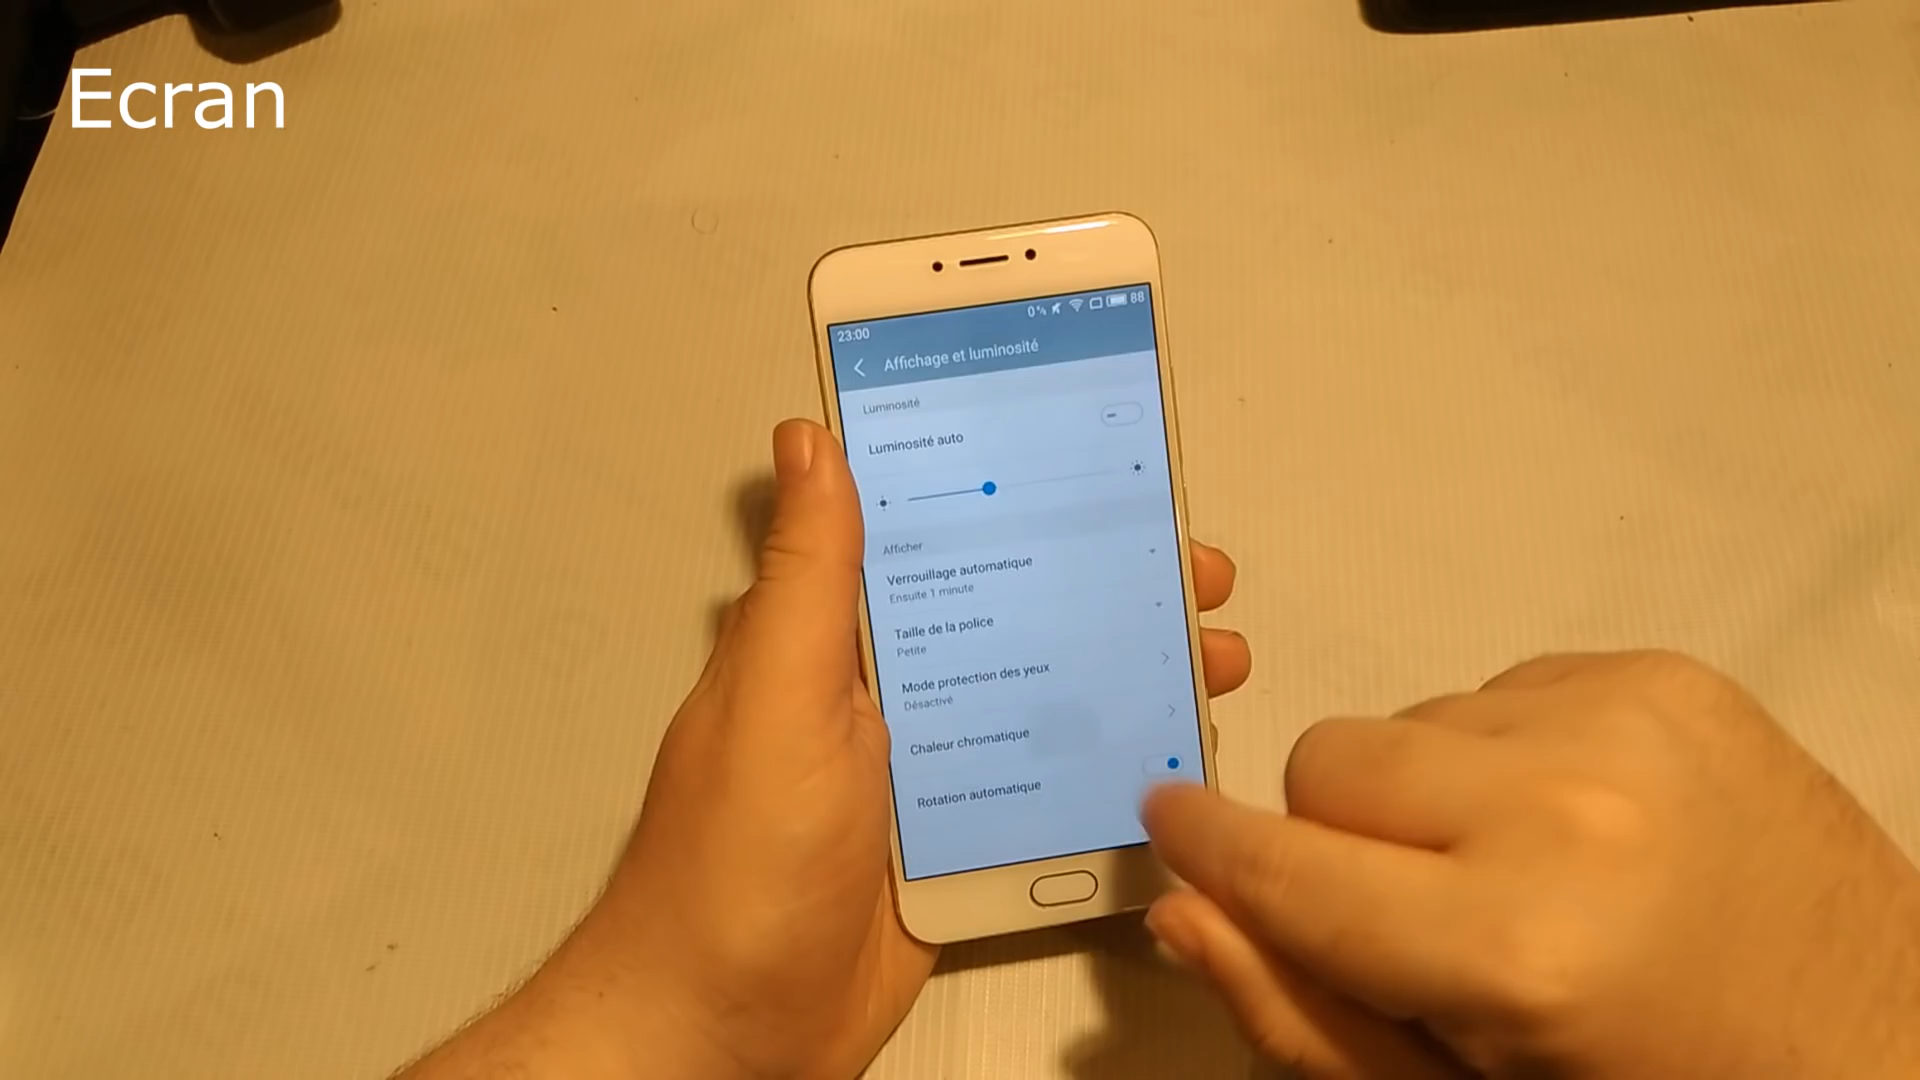 Ecran
23:00
0% 88
Affichage et luminosité
Luminosité
Luminosité auto
Afficher
Verrouillage automatique
Ensuite 1 minute
Taille de la police
Petite
Mode protection des yeux
Désactivé
Chaleur chromatique
Rotation automatique